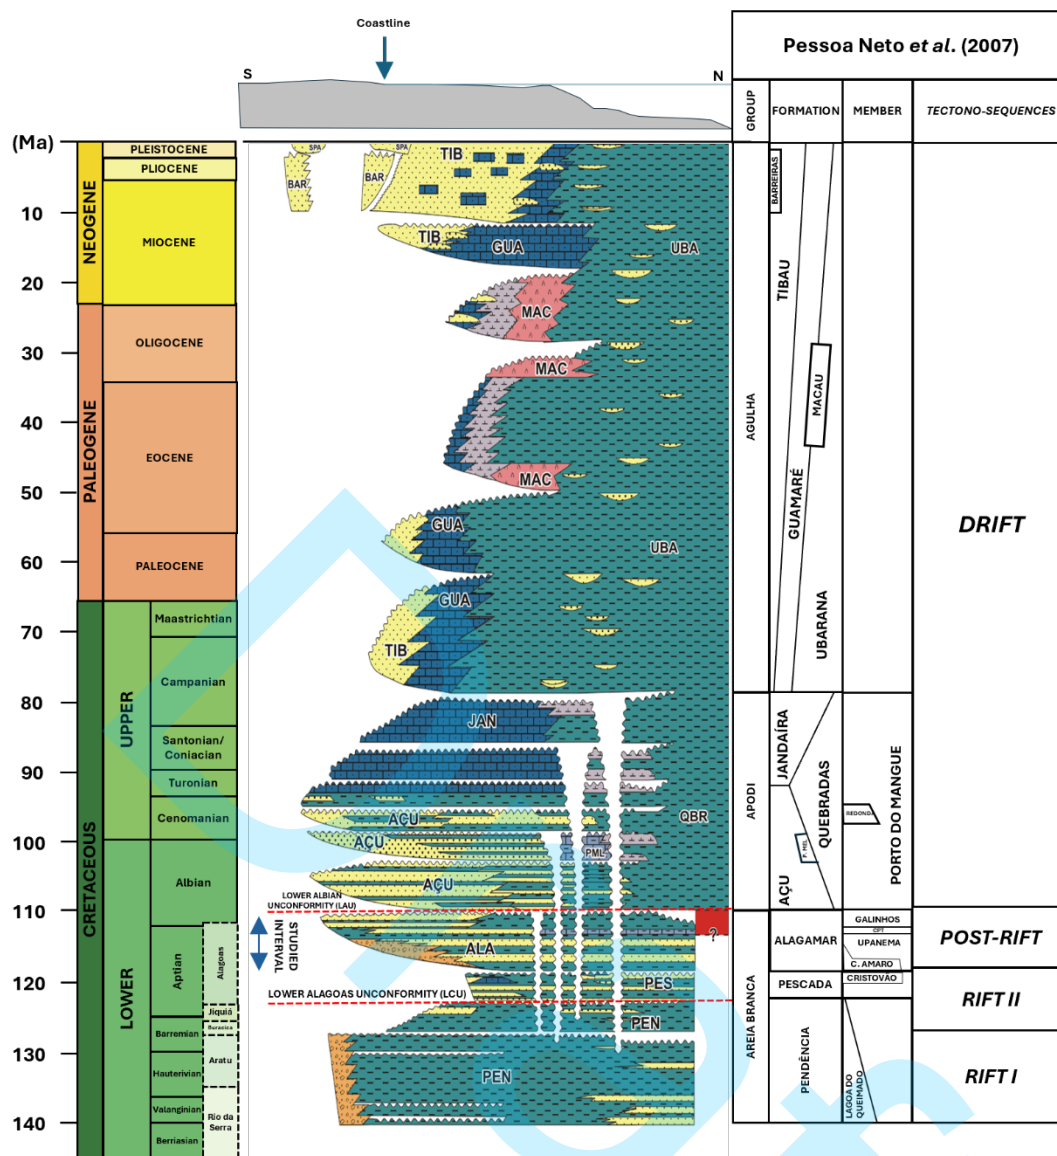 Coastline
Pessoa Neto et al. (2007)
S
N
GROUP
FORMATION
MEMBER
TECTONO-SEQUENCES
(Ma)
10
20
30
40
50
60
70
80
90
100
110
120
130
140
NEOGENE
PALEOGENE
CRETACEOUS
UPPER
LOWER
PLEISTOCENE
PLIOCENE
MIOCENE
OLIGOCENE
EOCENE
PALEOCENE
Maastrichtian
Campanian
Santonian/
Coniacian
Turonian
Cenomanian
Albian
Aptian
Barremian
Hauterivian
Valanginian
Berriasian
Alagoas
Jiquiá
Buracica
Aratu
Rio da
Serra
SPA
SPA
TIB
BAR
BAR
TIB
GUA
UBA
MAC
MAC
MAC
GUA
UBA
GUA
TIB
JAN
AÇU
QBR
AÇU
PML
AÇU
LOWER ALBIAN
UNCONFORMITY (LAU)
STUDIED
INTERVAL
ALA
?
PES
LOWER ALAGOAS UNCONFORMITY (LCU)
PEN
PEN
AGULHA
APODI
AREIA BRANCA
BARREIRAS
TIBAU
MACAU
GUAMARÉ
UBARANA
JANDAÍRA
QUEBRADAS
P. MEL
AÇU
REDONDA
PORTO DO MANGUE
ALAGAMAR
PESCADA
PENDÊNCIA
GALINHOS
CPT
UPANEMA
C. AMARO
CRISTOVÃO
LAGOA DO
QUEIMADO
DRIFT
POST-RIFT
RIFT II
RIFT I